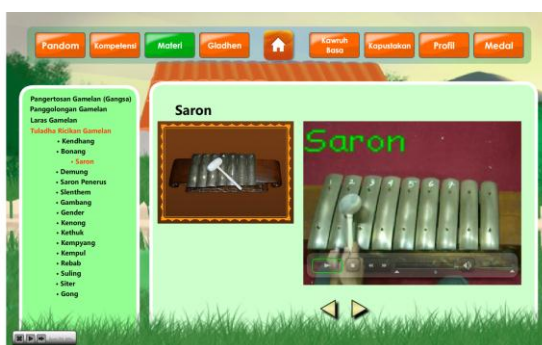 Pandom
Kompetensi
Materi
Gladhen
Kawruh
Basa
Kapustakan
Profil
Medal
Pangertosan Gamelan (Gangsa)
Panggolongan Gamelan
Laras Gamelan
Tuladha Ricikan Gamelan
• Kendhang
• Bonang
• Saron
• Demung
• Saron Penerus
• Slenthem
• Gambang
• Gender
• Kenong
• Kethuk
• Kempyang
• Kempul
• Rebab
• Suling
• Siter
• Gong
Saron
Saron